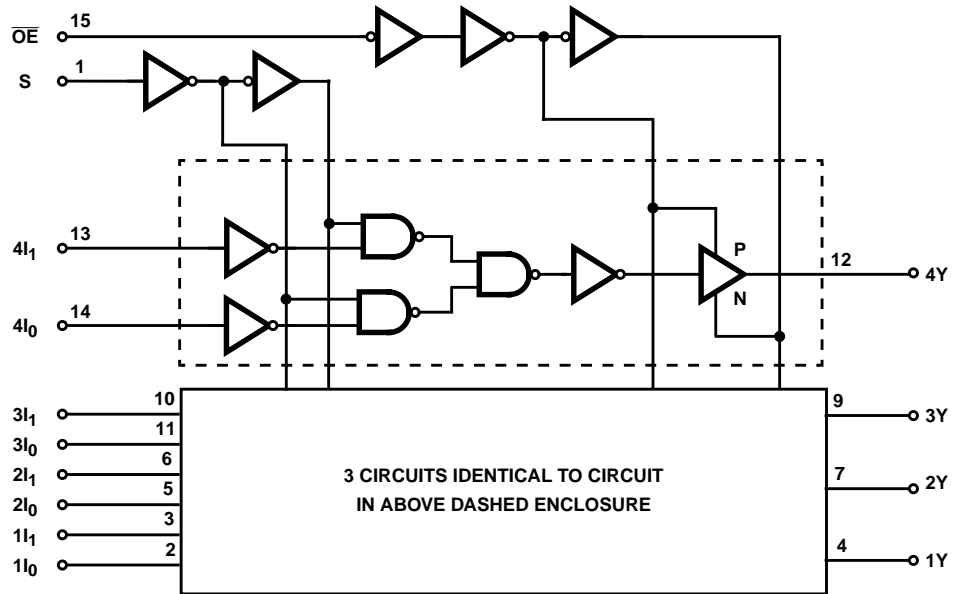 OE 15
S 1
4I1 13
P
12 4Y
N
4I0 14
3I1 10
9 3Y
3I0 11
2I1 6
3 CIRCUITS IDENTICAL TO CIRCUIT
7 2Y
2I0 5
IN ABOVE DASHED ENCLOSURE
1I1 3
4 1Y
1I0 2